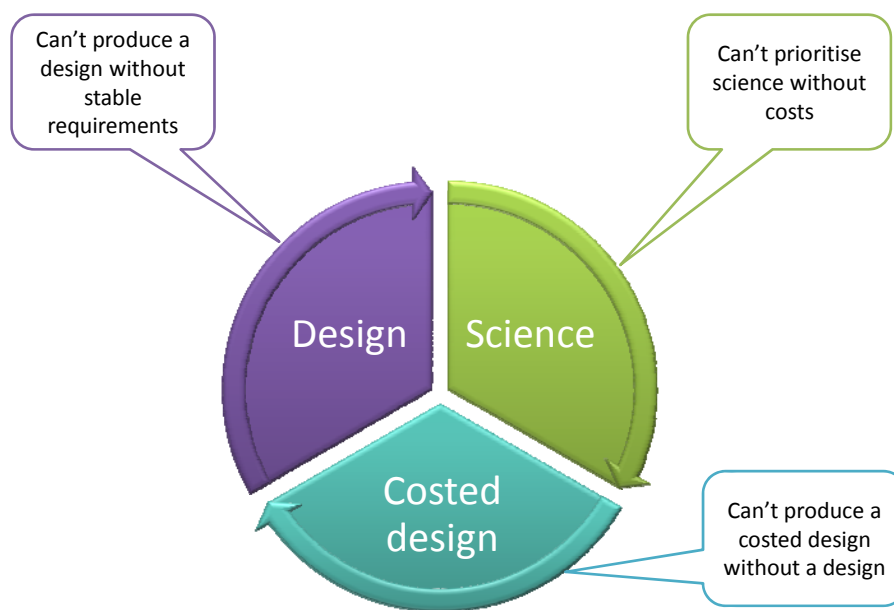 Can’t produce a
design without
stable
requirements
Can’t prioritise
science without
costs
Design
Science
Costed
design
Can’t produce a
costed design
without a design